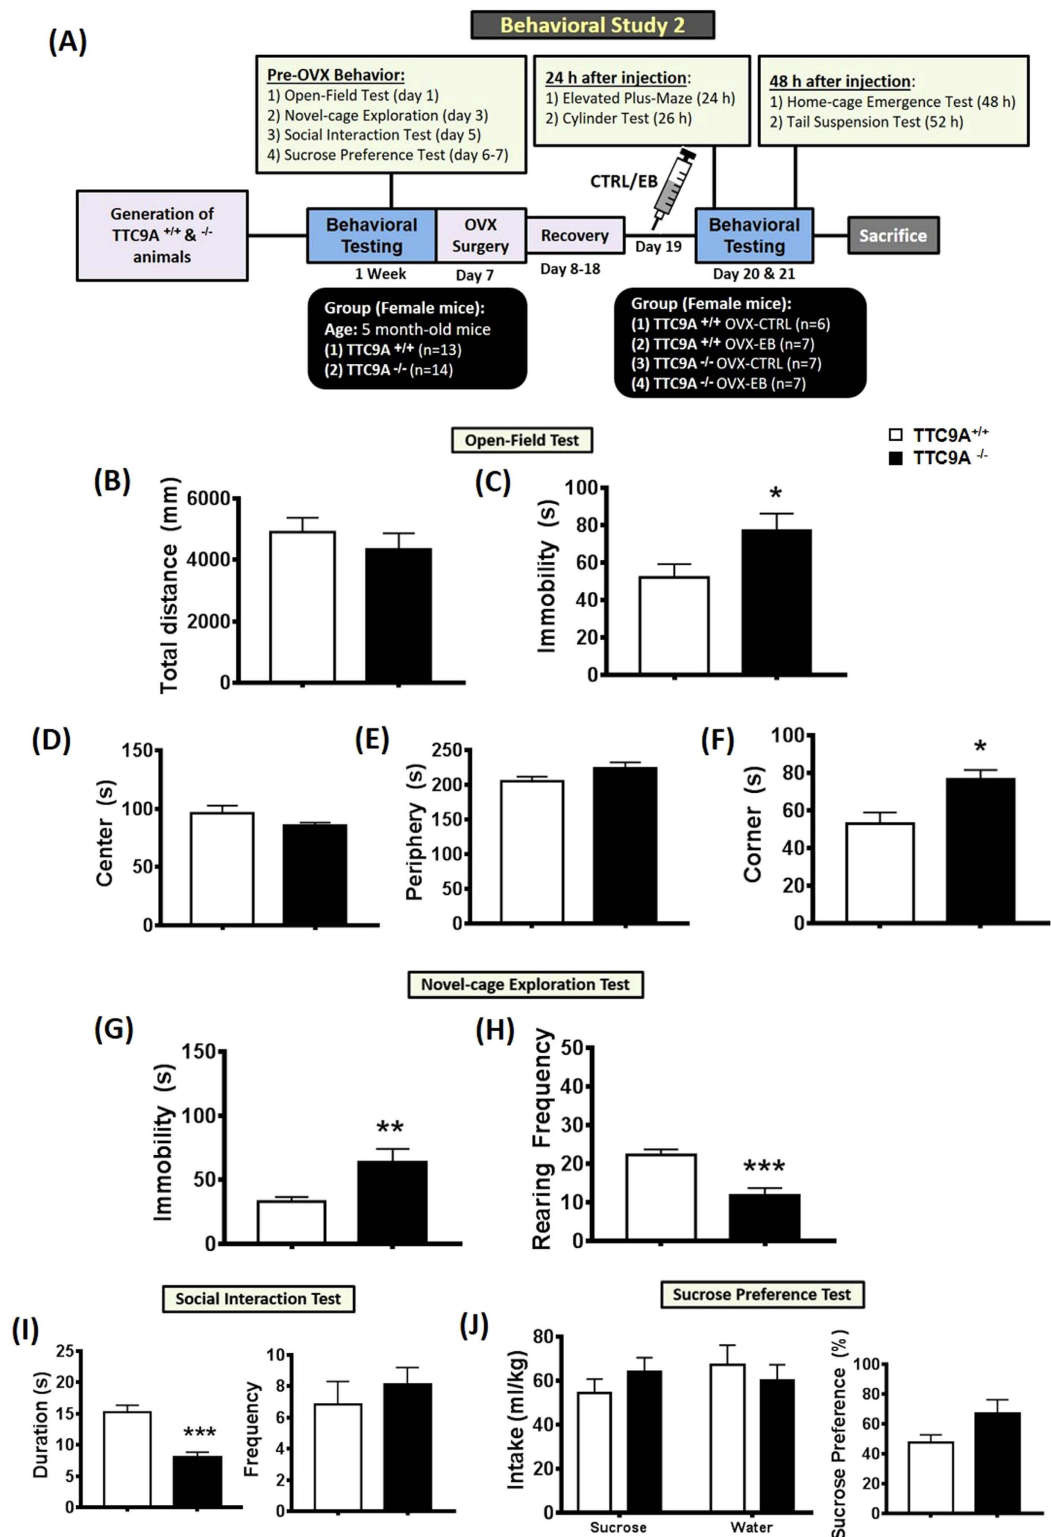 Behavioral Study 2
(A)
Pre-OVX Behavior:
1) Open-Field Test (day 1)
2) Novel-cage Exploration (day 3)
3) Social Interaction Test (day 5)
4) Sucrose Preference Test (day 6-7)
24 h after injection:
1) Elevated Plus-Maze (24 h)
2) Cylinder Test (26 h)
48 h after injection:
1) Home-cage Emergence Test (48 h)
2) Tail Suspension Test (52 h)
CTRL/EB
Generation of
TTC9A +/+ & -/-
animals
Behavioral
Testing
1 Week
OVX
Surgery
Day 7
Recovery
Day 8-18
Day 19
Behavioral
Testing
Day 20 & 21
Sacrifice
Group (Female mice):
Age: 5 month-old mice
(1) TTC9A +/+ (n=13)
(2) TTC9A -/- (n=14)
Group (Female mice):
(1) TTC9A +/+ OVX-CTRL (n=6)
(2) TTC9A +/+ OVX-EB (n=7)
(3) TTC9A -/- OVX-CTRL (n=7)
(4) TTC9A -/- OVX-EB (n=7)
Open-Field Test
TTC9A+/+
TTC9A -/-
(B)
Total distance (mm)
6000
4000
2000
0
(C)
Immobility (s)
100
80
60
40
20
0
*
(D)
Center (s)
150
100
50
0
(E)
Periphery (s)
250
200
150
100
50
0
(F)
Corner (s)
100
80
60
40
20
0
*
Novel-cage Exploration Test
(G)
Immobility (s)
150
100
50
0
**
(H)
Rearing Frequency
50
40
30
20
10
0
***
Social Interaction Test
(I)
Duration (s)
25
20
15
10
5
0
***
Frequency
10
8
6
4
2
0
Sucrose Preference Test
(J)
Intake (ml/kg)
80
60
40
20
0
Sucrose
Water
Sucrose Preference (%)
100
80
60
40
20
0